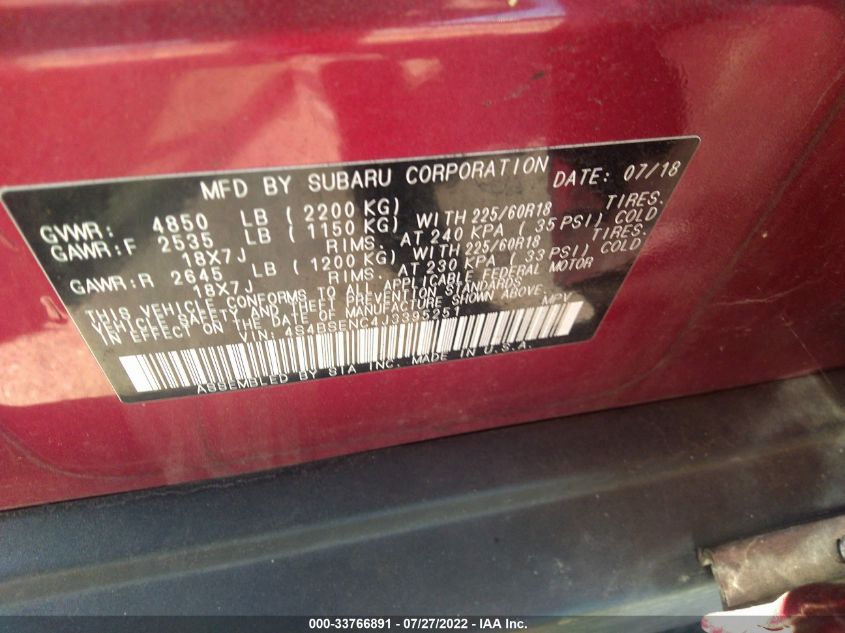 MFD BY SUBARU CORPORATION DATE: 07/18
GVWR: 4850 LB ( 2200 KG)
GAWR:F 2535 LB ( 1150 KG) WITH 225/60R18 TIRES.
18X7J RIMS. AT 240 KPA ( 35 PSI) COLD
GAWR:R 2645 LB ( 1200 KG) WITH 225/60R18 TIRES.
18X7J RIMS. AT 230 KPA ( 33 PSI) COLD
THIS VEHICLE CONFORMS TO ALL APPLICABLE FEDERAL MOTOR
VEHICLE SAFETY AND THEFT PREVENTION STANDARDS
IN EFFECT ON THE DATE OF MANUFACTURE SHOWN ABOVE.
VIN: 4S4BSENC4J3395251 MPV
ASSEMBLED BY SIA INC. MADE IN U.S.A.
000-33766891 / 07/27/2022 - IAA Inc.